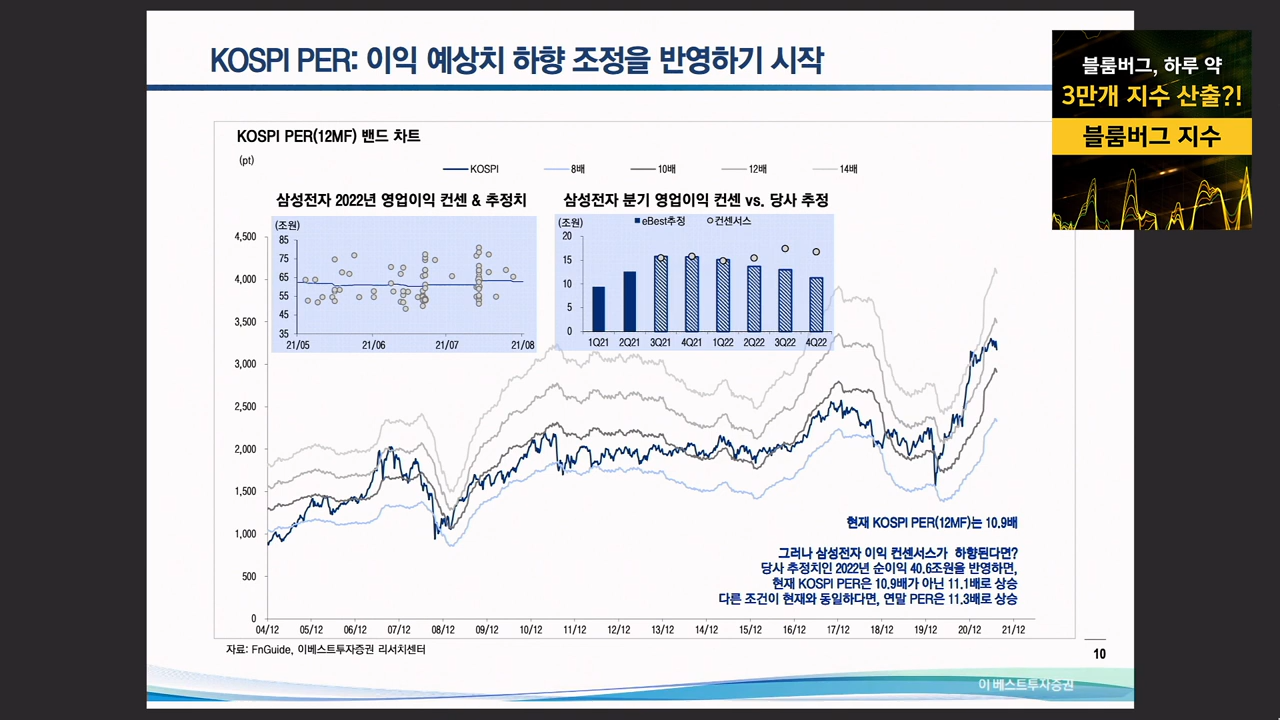 KOSPI PER: 이익 예상치 하향 조정을 반영하기 시작
블룸버그, 하루 약
3만개 지수 산출?!
블룸버그 지수
KOSPI PER(12MF) 밴드 차트
(pt)
KOSPI 8배 10배 12배 14배
삼성전자 2022년 영업이익 컨센 & 추정치
(조원)
85
75
65
55
45
35
21/05 21/06 21/07 21/08
삼성전자 분기 영업이익 컨센 vs. 당사 추정
(조원)
eBest추정 컨센서스
20
15
10
5
0
1Q21 2Q21 3Q21 4Q21 1Q22 2Q22 3Q22 4Q22
4,500
4,000
3,500
3,000
2,500
2,000
1,500
1,000
500
0
04/12 05/12 06/12 07/12 08/12 09/12 10/12 11/12 12/12 13/12 14/12 15/12 16/12 17/12 18/12 19/12 20/12 21/12
현재 KOSPI PER(12MF)는 10.9배
그러나 삼성전자 이익 컨센서스가 하향된다면?
당사 추정치인 2022년 순이익 40.6조원을 반영하면,
현재 KOSPI PER은 10.9배가 아닌 11.1배로 상승
다른 조건이 현재와 동일하다면, 연말 PER은 11.3배로 상승
자료: FnGuide, 이베스트투자증권 리서치센터
10
이베스트투자증권